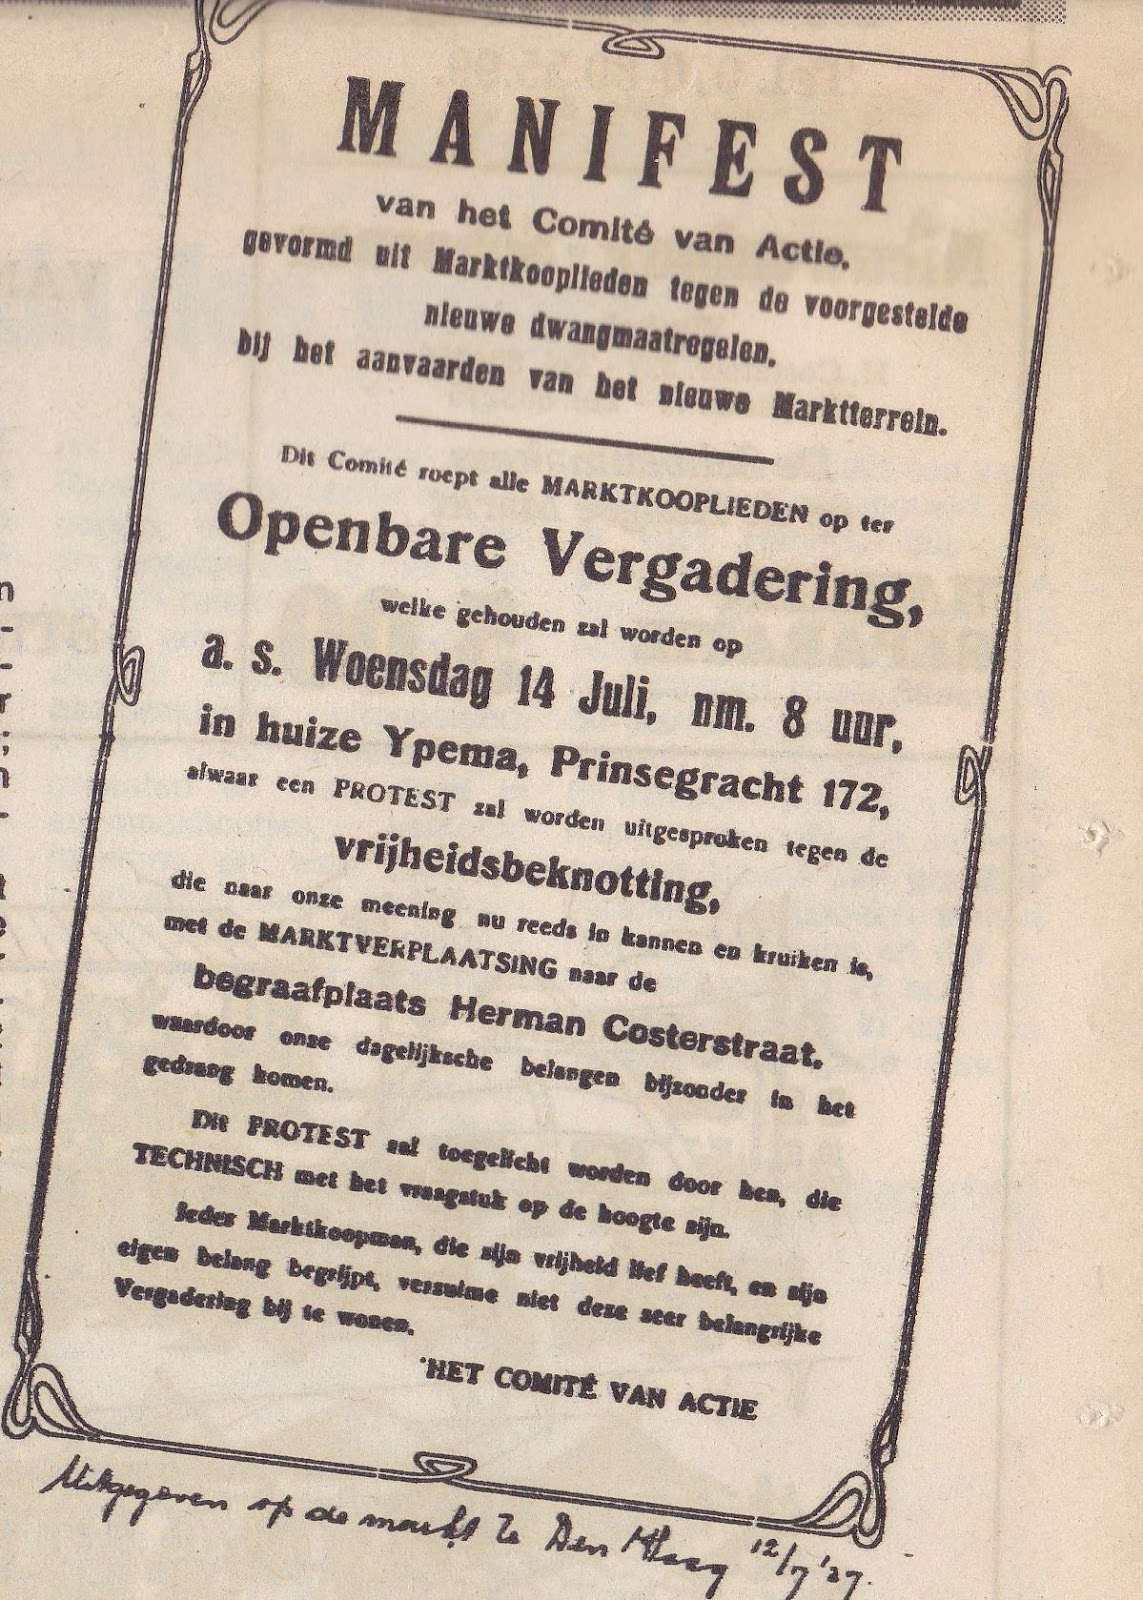 MANIFEST
van het Comité van Actie,
gevormd uit Marktkooplieden tegen de voorgestelde
nieuwe dwangmaatregelen.
bij het aanvaarden van het nieuwe Marktterrein.
Dit Comité roept alle MARKTKOOPLIEDEN op ter
Openbare Vergadering,
welke gehouden zal worden op
a. s. Woensdag 14 Juli, nm. 8 uur,
in huize Ypema, Prinsegracht 172,
alwaar een PROTEST zal worden uitgesproken tegen de
vrijheidsbeknotting,
die naar onze meening nu reeds in kannen en kruiken is,
met de MARKTVERPLAATSING naar de
begraafplaats Herman Costerstraat.
waardoor onze dagelijksche belangen bijzonder in het
gedrang komen.
Dit PROTEST zal toegelicht worden door hen, die
TECHNISCH met het vraagstuk op de hoogte zijn.
Ieder Marktkoopman, die zijn vrijheid lief heeft, en zijn
eigen belang begrijpt, verzuime niet deze zeer belangrijke
Vergadering bij te wonen.
HET COMITÉ VAN ACTIE
Uitgegeven op de markt te Den Haag 12/7 '27.
n
-
-
r
;
n
-
t
e